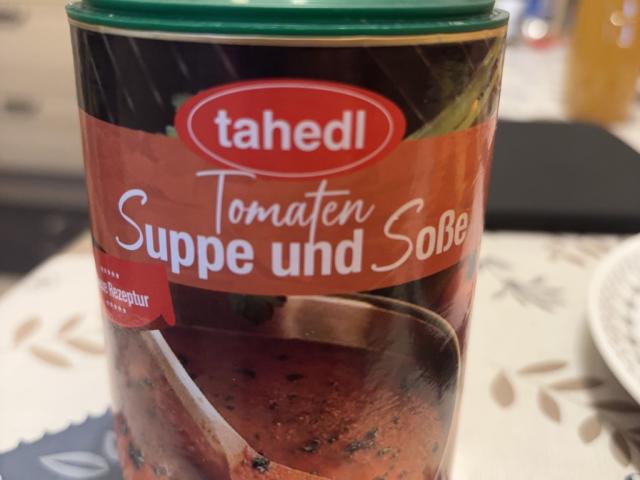 tahedl
Tomaten
Suppe und Soße
Rezeptur